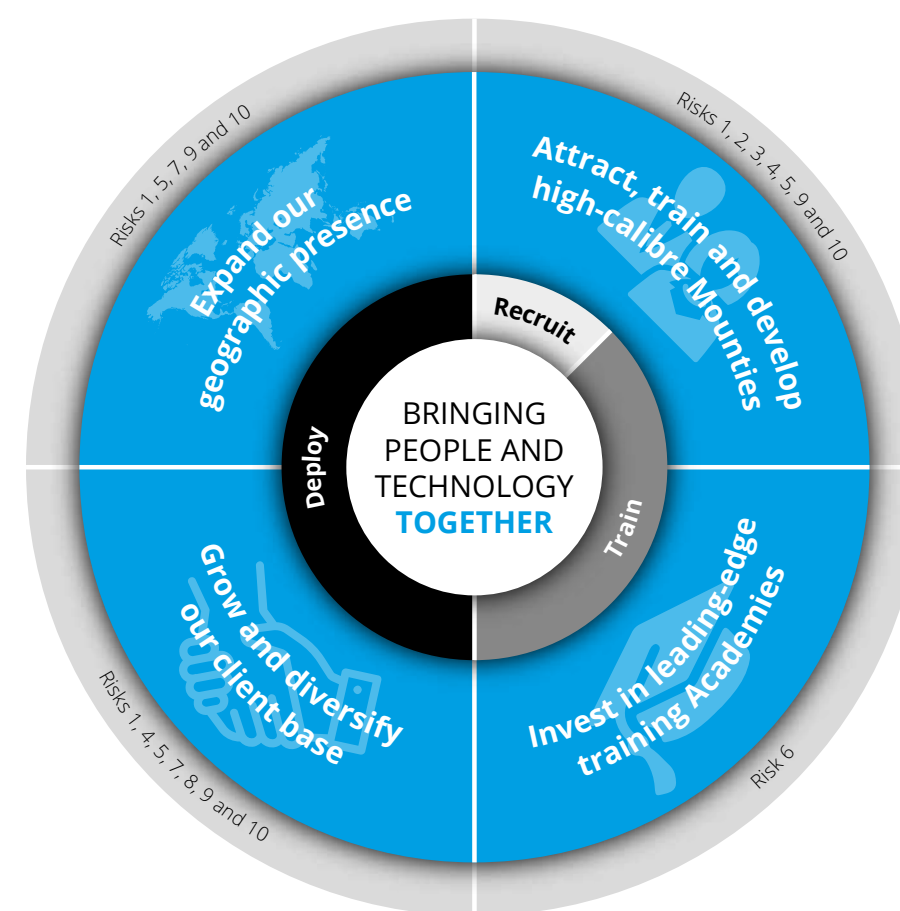 Risks 1, 5, 7, 9 and 10
Expand our
geographic presence
Risks 1, 2, 3, 4, 5, 9 and 10
Attract, train and develop
high-calibre Mounties
Recruit
Train
Deploy
BRINGING
PEOPLE AND
TECHNOLOGY
TOGETHER
Grow and diversify
our client base
Risks 1, 4, 5, 7, 8, 9 and 10
Invest in leading-edge
training Academies
Risk 6